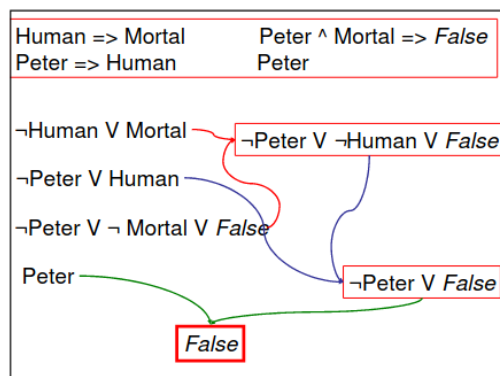 Human => Mortal Peter ^ Mortal => False
Peter => Human Peter
¬Human V Mortal
¬Peter V ¬Human V False
¬Peter V Human
¬Peter V ¬ Mortal V False
Peter
¬Peter V False
False